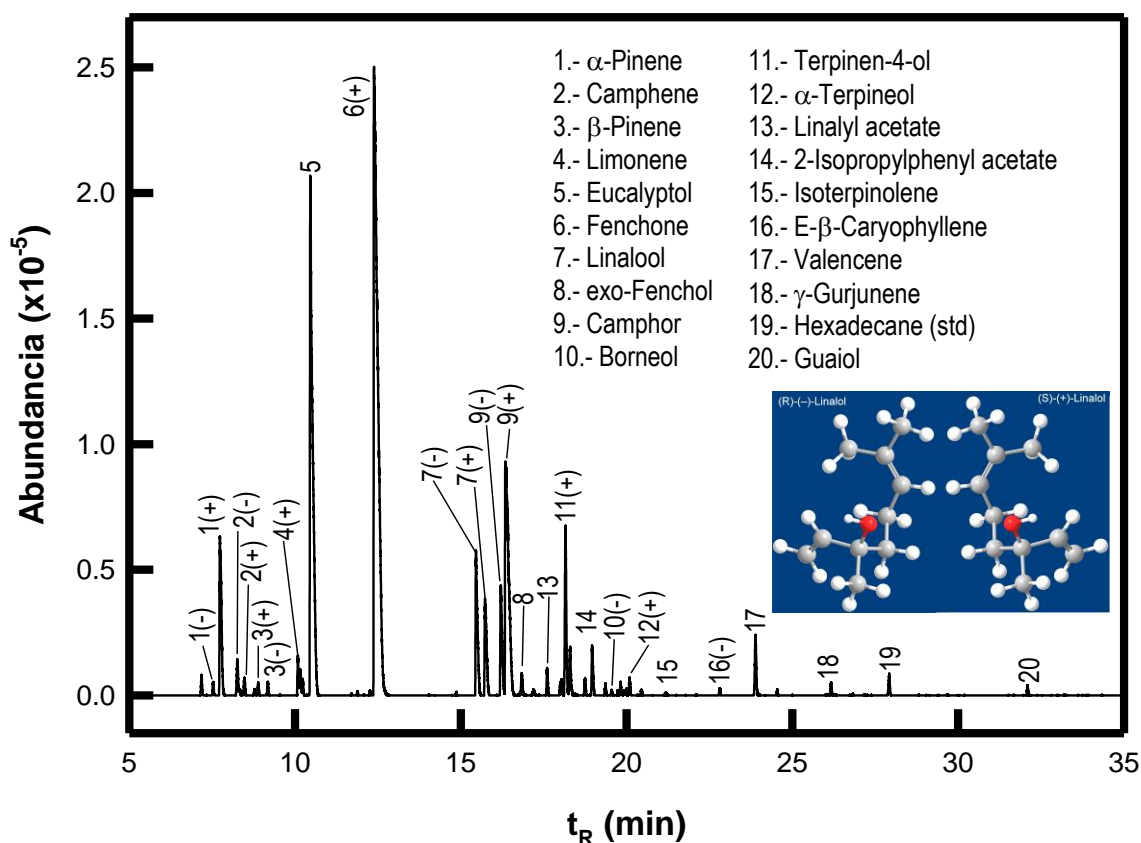 Abundancia (x10-5)
2.5
2.0
1.5
1.0
0.5
0.0
5
10
15
20
25
30
35
tR (min)
1.- α-Pinene
2.- Camphene
3.- β-Pinene
4.- Limonene
5.- Eucalyptol
6.- Fenchone
7.- Linalool
8.- exo-Fenchol
9.- Camphor
10.- Borneol
11.- Terpinen-4-ol
12.- α-Terpineol
13.- Linalyl acetate
14.- 2-Isopropylphenyl acetate
15.- Isoterpinolene
16.- E-β-Caryophyllene
17.- Valencene
18.- γ-Gurjunene
19.- Hexadecane (std)
20.- Guaiol
(R)-(–)-Linalol
(S)-(+)-Linalol
1(-)
1(+)
2(-)
2(+)
3(+)
3(-)
4(+)
5
6(+)
7(-)
7(+)
9(-)
9(+)
8
13
11(+)
14
10(-)
12(+)
15
16(-)
17
18
19
20